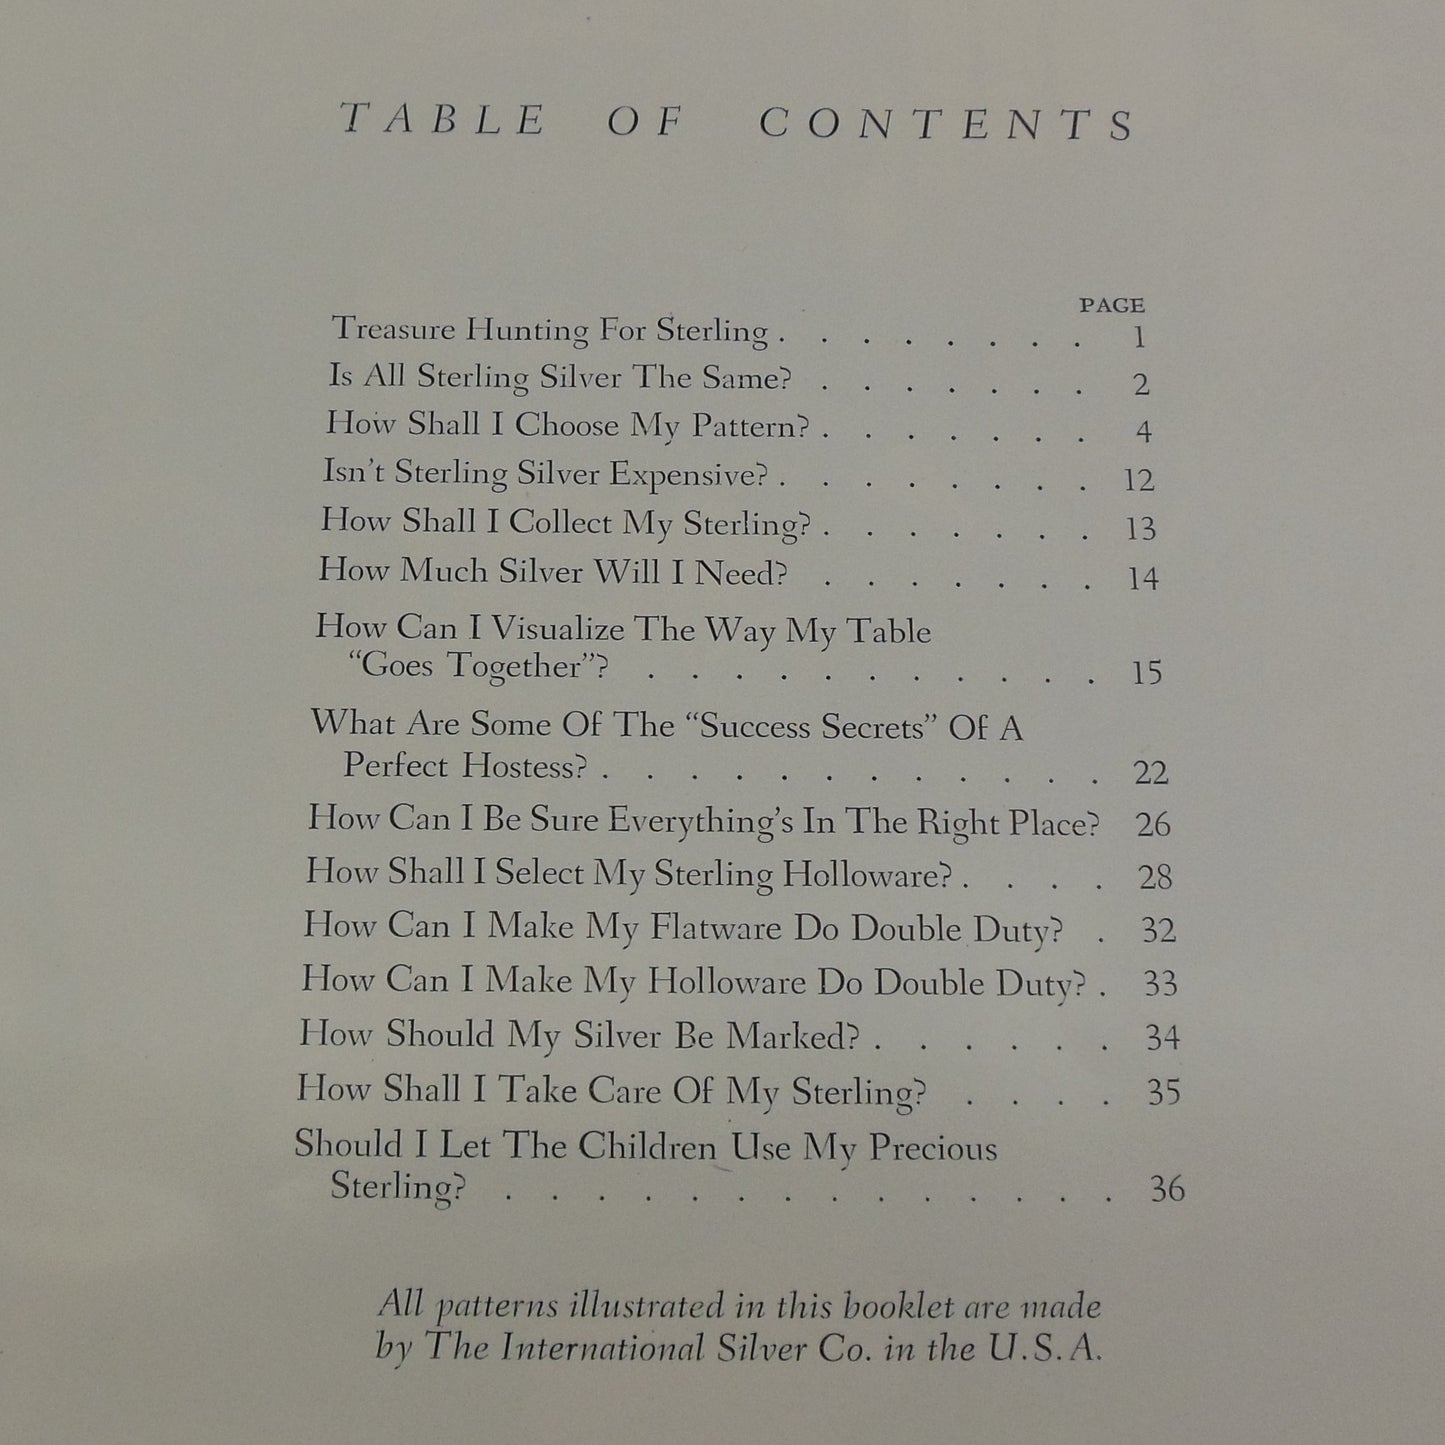 TABLE OF CONTENTS
PAGE
Treasure Hunting For Sterling . . . . . . . . 1
Is All Sterling Silver The Same? . . . . . . . 2
How Shall I Choose My Pattern? . . . . . . . 4
Isn't Sterling Silver Expensive? . . . . . . . . 12
How Shall I Collect My Sterling? . . . . . . . 13
How Much Silver Will I Need? . . . . . . . 14
How Can I Visualize The Way My Table
“Goes Together”? . . . . . . . . . . . 15
What Are Some Of The “Success Secrets” Of A
Perfect Hostess? . . . . . . . . . . . . 22
How Can I Be Sure Everything's In The Right Place? 26
How Shall I Select My Sterling Holloware? . . . . 28
How Can I Make My Flatware Do Double Duty? . 32
How Can I Make My Holloware Do Double Duty? . 33
How Should My Silver Be Marked? . . . . . . 34
How Shall I Take Care Of My Sterling? . . . . 35
Should I Let The Children Use My Precious
Sterling? . . . . . . . . . . . . . . 36
All patterns illustrated in this booklet are made
by The International Silver Co. in the U.S.A.